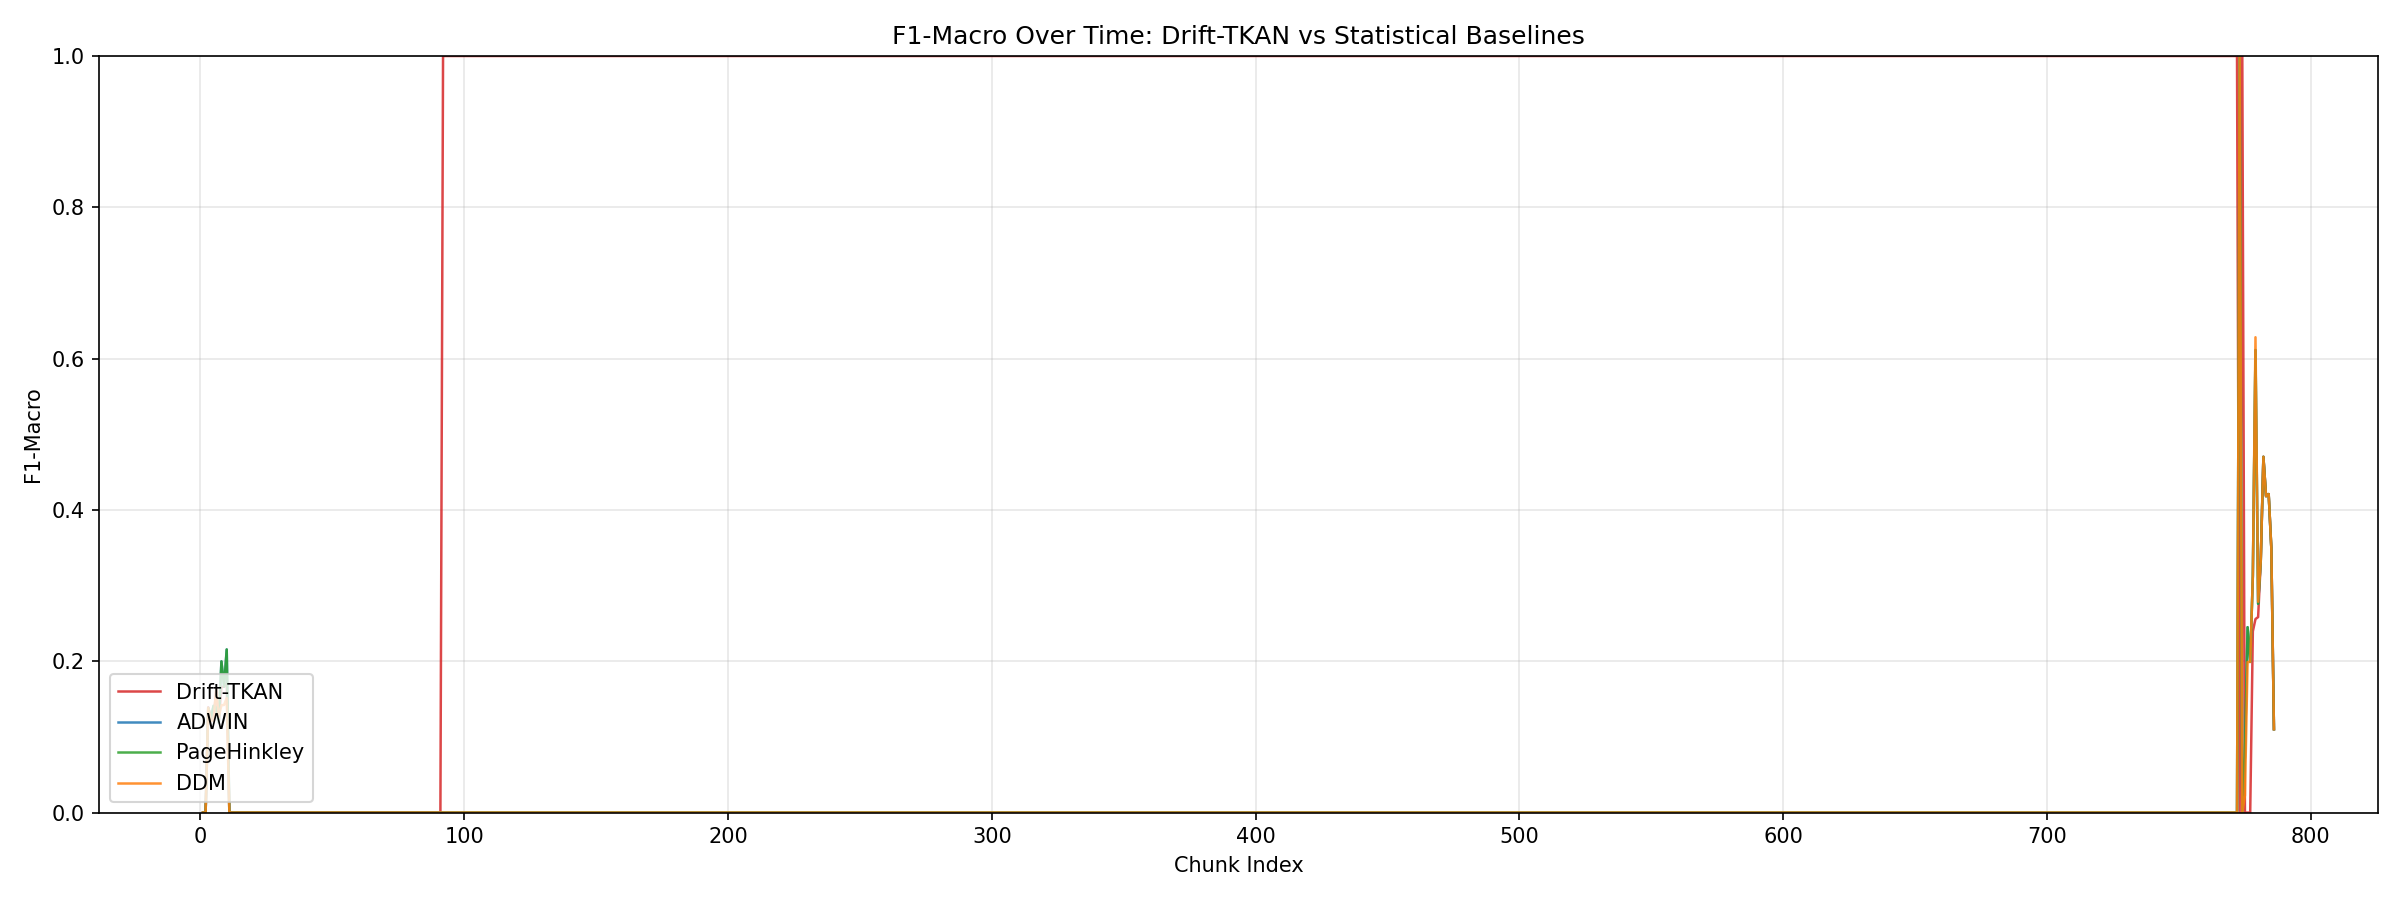 F1-Macro Over Time: Drift-TKAN vs Statistical Baselines
1.0
0.8
0.6
0.4
0.2
0.0
F1-Macro
Drift-TKAN
ADWIN
PageHinkley
DDM
0 100 200 300 400 500 600 700 800
Chunk Index